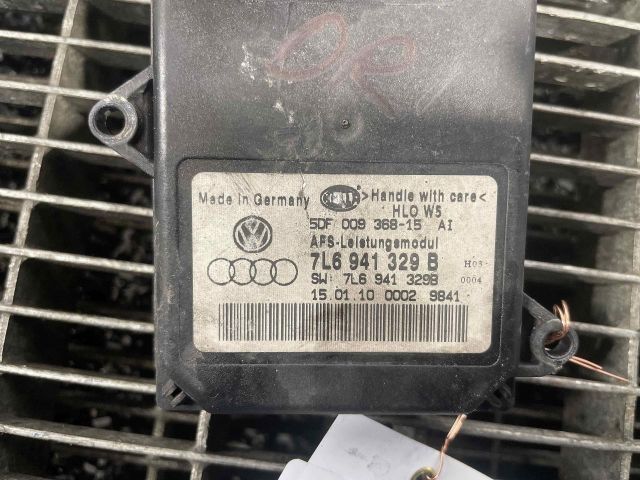 OR
Made in Germany HELLA >Handle with care<
HLO W5
5DF 009 368-15 AI
AFS-Leistungsmodul
7L6 941 329 B H03
SW: 7L6 941 329B 0004
15.01.10 0002 9841